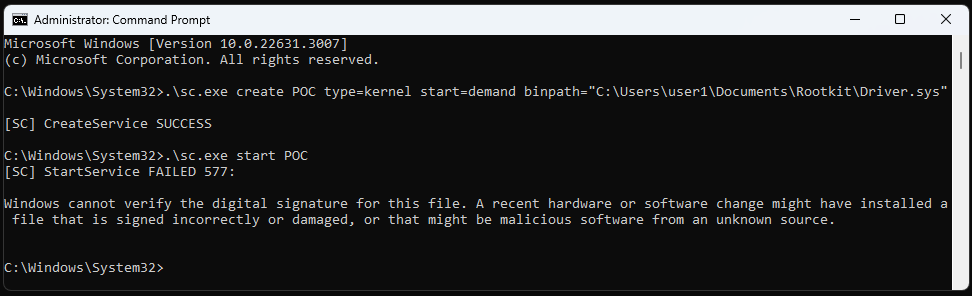 Administrator: Command Prompt
Microsoft Windows [Version 10.0.22631.3007]
(c) Microsoft Corporation. All rights reserved.
C:\Windows\System32>.\sc.exe create POC type=kernel start=demand binpath="C:\Users\user1\Documents\Rootkit\Driver.sys"
[SC] CreateService SUCCESS
C:\Windows\System32>.\sc.exe start POC
[SC] StartService FAILED 577:
Windows cannot verify the digital signature for this file. A recent hardware or software change might have installed a
file that is signed incorrectly or damaged, or that might be malicious software from an unknown source.
C:\Windows\System32>